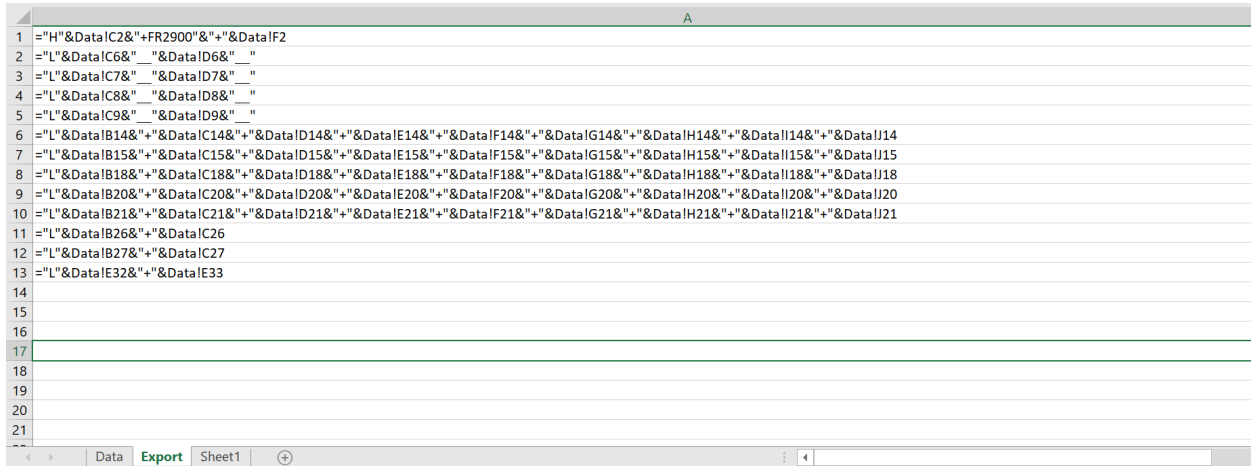 A
1 ="H"&Data!C2&"+FR2900"&"+"&Data!F2
2 ="L"&Data!C6&"__"&Data!D6&"__"
3 ="L"&Data!C7&"__"&Data!D7&"__"
4 ="L"&Data!C8&"__"&Data!D8&"__"
5 ="L"&Data!C9&"__"&Data!D9&"__"
6 ="L"&Data!B14&"+"&Data!C14&"+"&Data!D14&"+"&Data!E14&"+"&Data!F14&"+"&Data!G14&"+"&Data!H14&"+"&Data!I14&"+"&Data!J14
7 ="L"&Data!B15&"+"&Data!C15&"+"&Data!D15&"+"&Data!E15&"+"&Data!F15&"+"&Data!G15&"+"&Data!H15&"+"&Data!I15&"+"&Data!J15
8 ="L"&Data!B18&"+"&Data!C18&"+"&Data!D18&"+"&Data!E18&"+"&Data!F18&"+"&Data!G18&"+"&Data!H18&"+"&Data!I18&"+"&Data!J18
9 ="L"&Data!B20&"+"&Data!C20&"+"&Data!D20&"+"&Data!E20&"+"&Data!F20&"+"&Data!G20&"+"&Data!H20&"+"&Data!I20&"+"&Data!J20
10 ="L"&Data!B21&"+"&Data!C21&"+"&Data!D21&"+"&Data!E21&"+"&Data!F21&"+"&Data!G21&"+"&Data!H21&"+"&Data!I21&"+"&Data!J21
11 ="L"&Data!B26&"+"&Data!C26
12 ="L"&Data!B27&"+"&Data!C27
13 ="L"&Data!E32&"+"&Data!E33
14
15
16
17
18
19
20
21
Data Export Sheet1